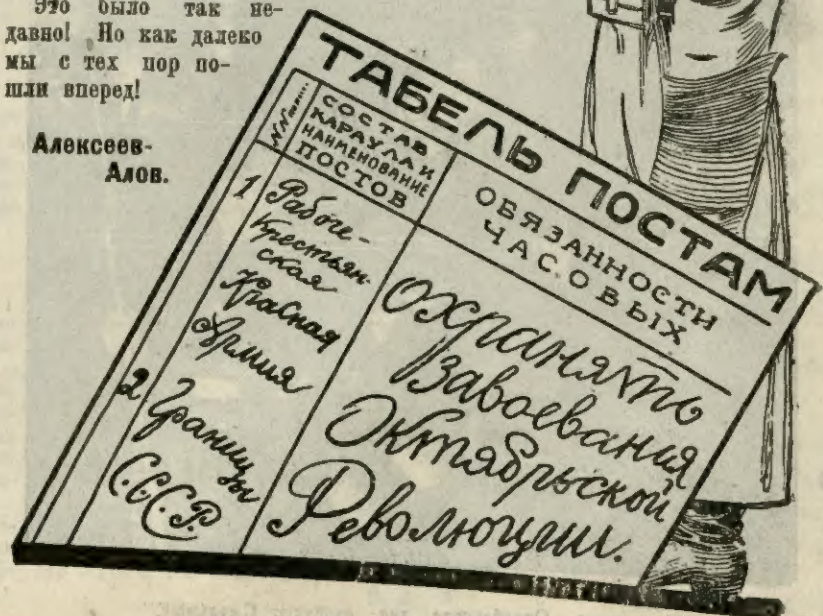 Это было так не-
давно! Но как далеко
мы с тех пор по-
шли вперед!
Алексеев-
Алов.
ТАБЕЛЬ ПОСТАМ
СОСТАВ
КАРАУЛА И
НАИМЕНОВАНИЕ
ПОСТОВ
ОБЯЗАННОСТИ
ЧАСОВЫХ
1 Рабоче-
Крестьян-
ская
Красная
Армия
2 Границы
С.С.С.Р.
охранять
завоевания
Октябрьской
Революции.